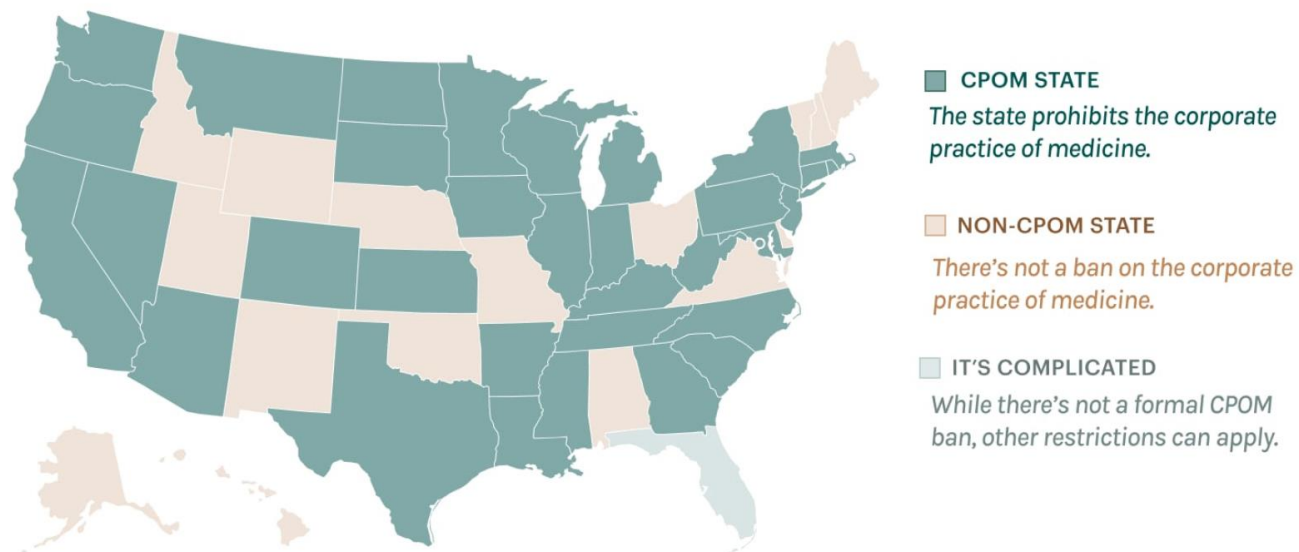 CPOM STATE
The state prohibits the corporate
practice of medicine.
NON-CPOM STATE
There's not a ban on the corporate
practice of medicine.
IT'S COMPLICATED
While there's not a formal CPOM
ban, other restrictions can apply.